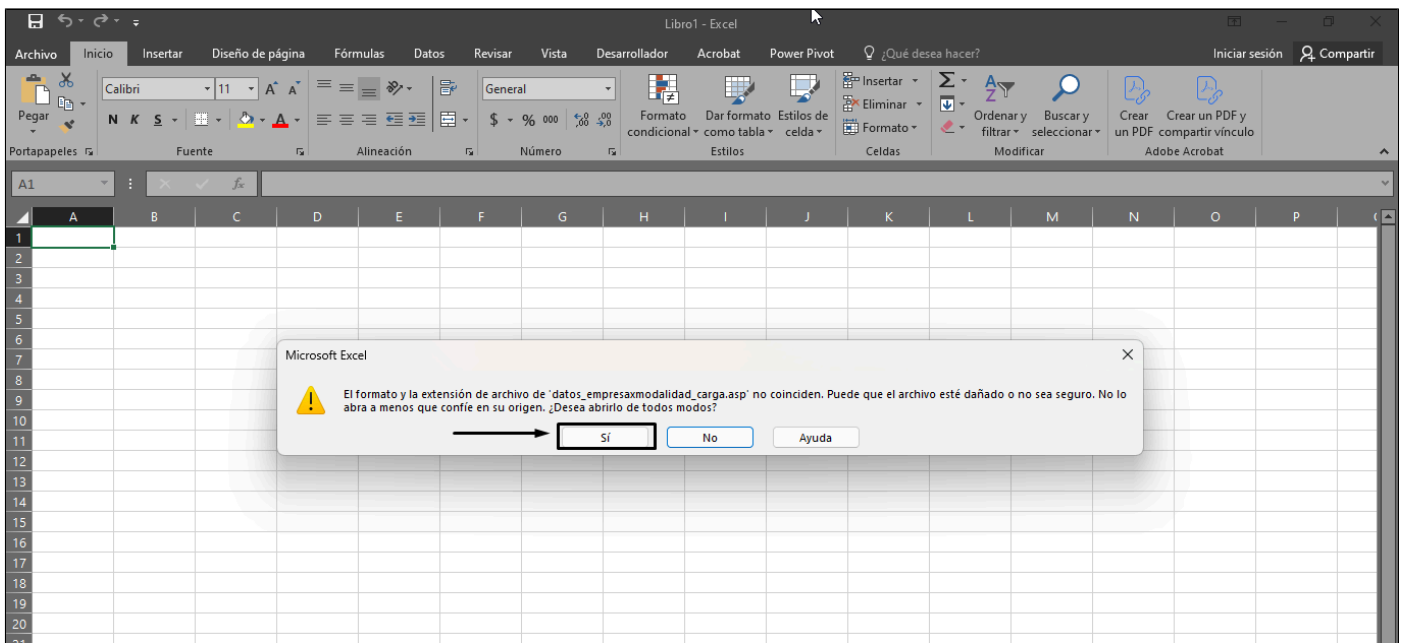 Libro1 - Excel
Archivo Inicio Insertar Diseño de página Fórmulas Datos Revisar Vista Desarrollador Acrobat Power Pivot ¿Qué desea hacer? Iniciar sesión Compartir
Pegar
Portapapeles
Calibri 11 A A
N K S A
Fuente
Alineación
General
$ % 000
Número
Formato condicional
Dar formato como tabla
Estilos de celda
Estilos
Insertar
Eliminar
Formato
Celdas
Ordenar y filtrar
Buscar y seleccionar
Modificar
Crear un PDF
Crear un PDF y compartir vínculo
Adobe Acrobat
A1 fx
A B C D E F G H I J K L M N O P
1
2
3
4
5
6
7
8
9
10
11
12
13
14
15
16
17
18
19
20
21
Microsoft Excel
El formato y la extensión de archivo de 'datos_empresaxmodalidad_carga.asp' no coinciden. Puede que el archivo esté dañado o no sea seguro. No lo
abra a menos que confíe en su origen. ¿Desea abrirlo de todos modos?
Sí No Ayuda